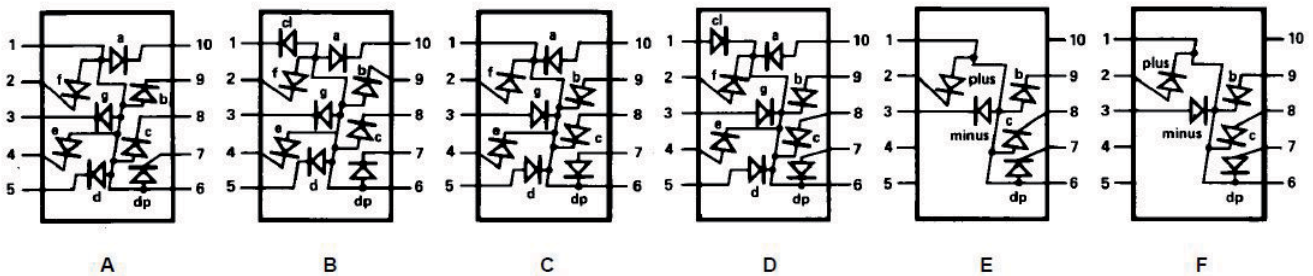 1 2 3 4 5 a f g b e c d dp 10 9 8 7 6
1 2 3 4 5 cl a f b g e c d dp 10 9 8 7 6
1 2 3 4 5 a f b g e c d dp 10 9 8 7 6
1 2 3 4 5 cl a f b g e c d dp 10 9 8 7 6
1 2 3 4 5 plus b minus c dp 10 9 8 7 6
1 2 3 4 5 plus b minus c dp 10 9 8 7 6
A B C D E F